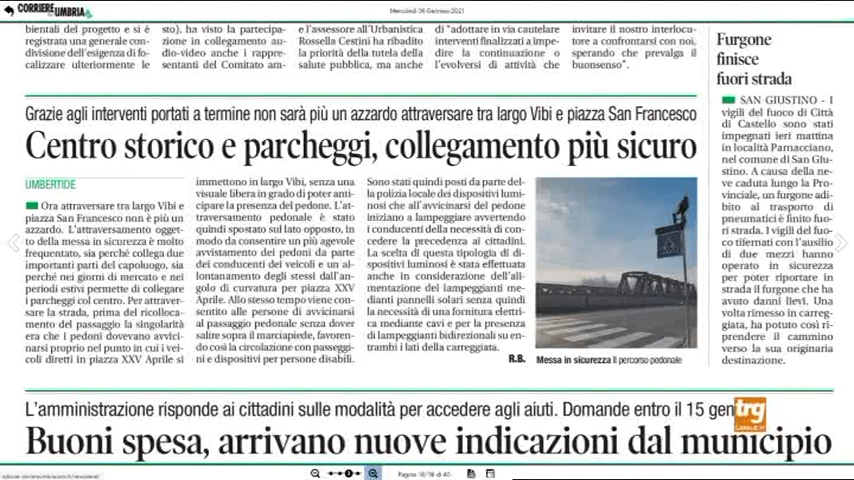 CORRIERE
UMBRIA
Mercoledì 06 Gennaio 2021
bientali del progetto e si è
registrata una generale con-
divisione dell'esigenza di fo-
calizzare ulteriormente le
sto), ha visto la partecipa-
zione in collegamento au-
dio-video anche i rappre-
sentanti del Comitato am-
e l'assessore all'Urbanistica
Rossella Cestini ha ribadito
la priorità della tutela della
salute pubblica, ma anche
di "adottare in via cautelare
interventi finalizzati a impe-
dire la continuazione o
l'evolversi di attività che
invitare il nostro interlocu-
tore a confrontarsi con noi,
sperando che prevalga il
buonsenso".
Grazie agli interventi portati a termine non sarà più un azzardo attraversare tra largo Vibi e piazza San Francesco
Centro storico e parcheggi, collegamento più sicuro
UMBERTIDE
Ora attraversare tra largo Vibi e
piazza San Francesco non è più un
azzardo. L'attraversamento ogget-
to della messa in sicurezza è molto
frequentato, sia perché collega due
importanti parti del capoluogo, sia
perché nei giorni di mercato e nei
periodi estivi permette di collegare
i parcheggi col centro. Per attraver-
sare la strada, prima del ricolloca-
mento del passaggio la singolarità
era che i pedoni dovevano avvici-
narsi proprio nel punto in cui i vei-
coli diretti in piazza XXV Aprile si
immettono in largo Vibi, senza una
visuale libera in grado di poter anti-
cipare la presenza del pedone. L'at-
traversamento pedonale è stato
quindi spostato sul lato opposto, in
modo da consentire un più agevole
avvistamento dei pedoni da parte
dei conducenti dei veicoli e un al-
lontanamento degli stessi dall'an-
golo di curvatura per piazza XXV
Aprile. Allo stesso tempo viene con-
sentito alle persone di avvicinarsi
al passaggio pedonale senza dover
salire sopra il marciapiede, favoren-
do così la circolazione con passeggi-
ni e dispositivi per persone disabili.
Sono stati quindi posti da parte del-
la polizia locale dei dispositivi lumi-
nosi che all'avvicinarsi del pedone
iniziano a lampeggiare avvertendo
i conducenti della necessità di con-
cedere la precedenza ai cittadini.
La scelta di questa tipologia di di-
spositivi luminosi è stata effettuata
anche in considerazione dell'ali-
mentazione dei lampeggianti me-
diante pannelli solari senza quindi
la necessità di una fornitura elettri-
ca mediante cavi e per la presenza
di lampeggianti bidirezionali su en-
trambi i lati della carreggiata.
R.B.
Messa in sicurezza Il percorso pedonale
Furgone
finisce
fuori strada
SAN GIUSTINO - I
vigili del fuoco di Città
di Castello sono stati
impegnati ieri mattina
in località Parnacciano,
nel comune di San Giu-
stino. A causa della ne-
ve caduta lungo la Pro-
vinciale, un furgone adi-
bito al trasporto di
pneumatici è finito fuo-
ri strada. I vigili del fuo-
co tifernati con l'ausilio
di due mezzi hanno
operato in sicurezza
per poter riportare in
strada il furgone che ha
avuto danni lievi. Una
volta rimesso in carreg-
giata, ha potuto così ri-
prendere il cammino
verso la sua originaria
destinazione.
L'amministrazione risponde ai cittadini sulle modalità per accedere agli aiuti. Domande entro il 15 gen
trg
Buoni spesa, arrivano nuove indicazioni dal municipio
Pagina 18/19 di 40